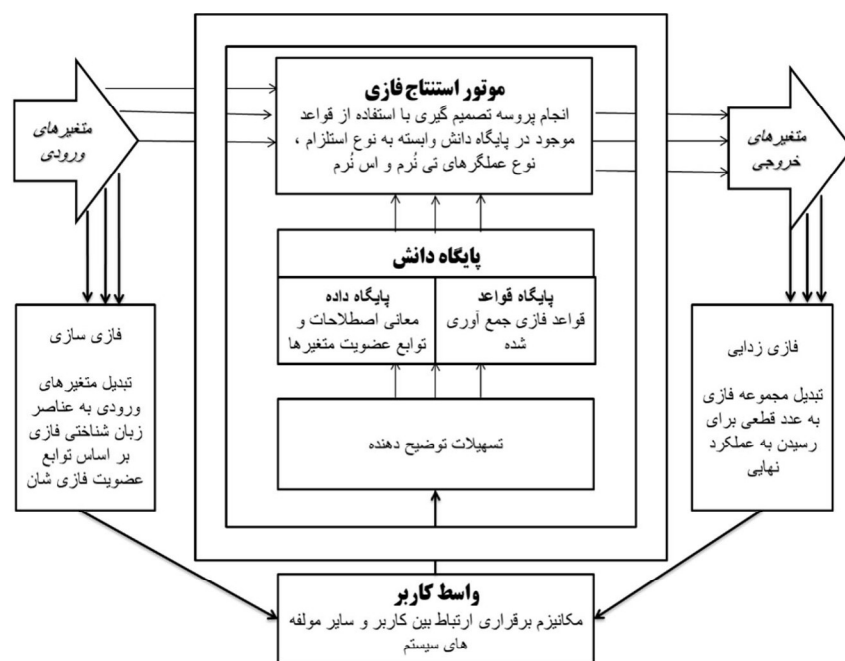 موتور استنتاج فازی
انجام پروسه تصمیم گیری با استفاده از قواعد
موجود در پایگاه دانش وابسته به نوع استلزام ،
نوع عملگرهای تی نُرم و اس نُرم
متغیرهای
ورودی
متغیرهای
خروجی
پایگاه دانش
پایگاه قواعد
قواعد فازی جمع آوری
شده
پایگاه داده
معانی اصطلاحات و
توابع عضویت متغیرها
فازی سازی
تبدیل متغیرهای
ورودی به عناصر
زبان شناختی فازی
بر اساس توابع
عضویت فازی شان
فازی زدایی
تبدیل مجموعه فازی
به عدد قطعی برای
رسیدن به عملکرد
نهایی
تسهیلات توضیح دهنده
واسط کاربر
مکانیزم برقراری ارتباط بین کاربر و سایر مولفه
های سیستم